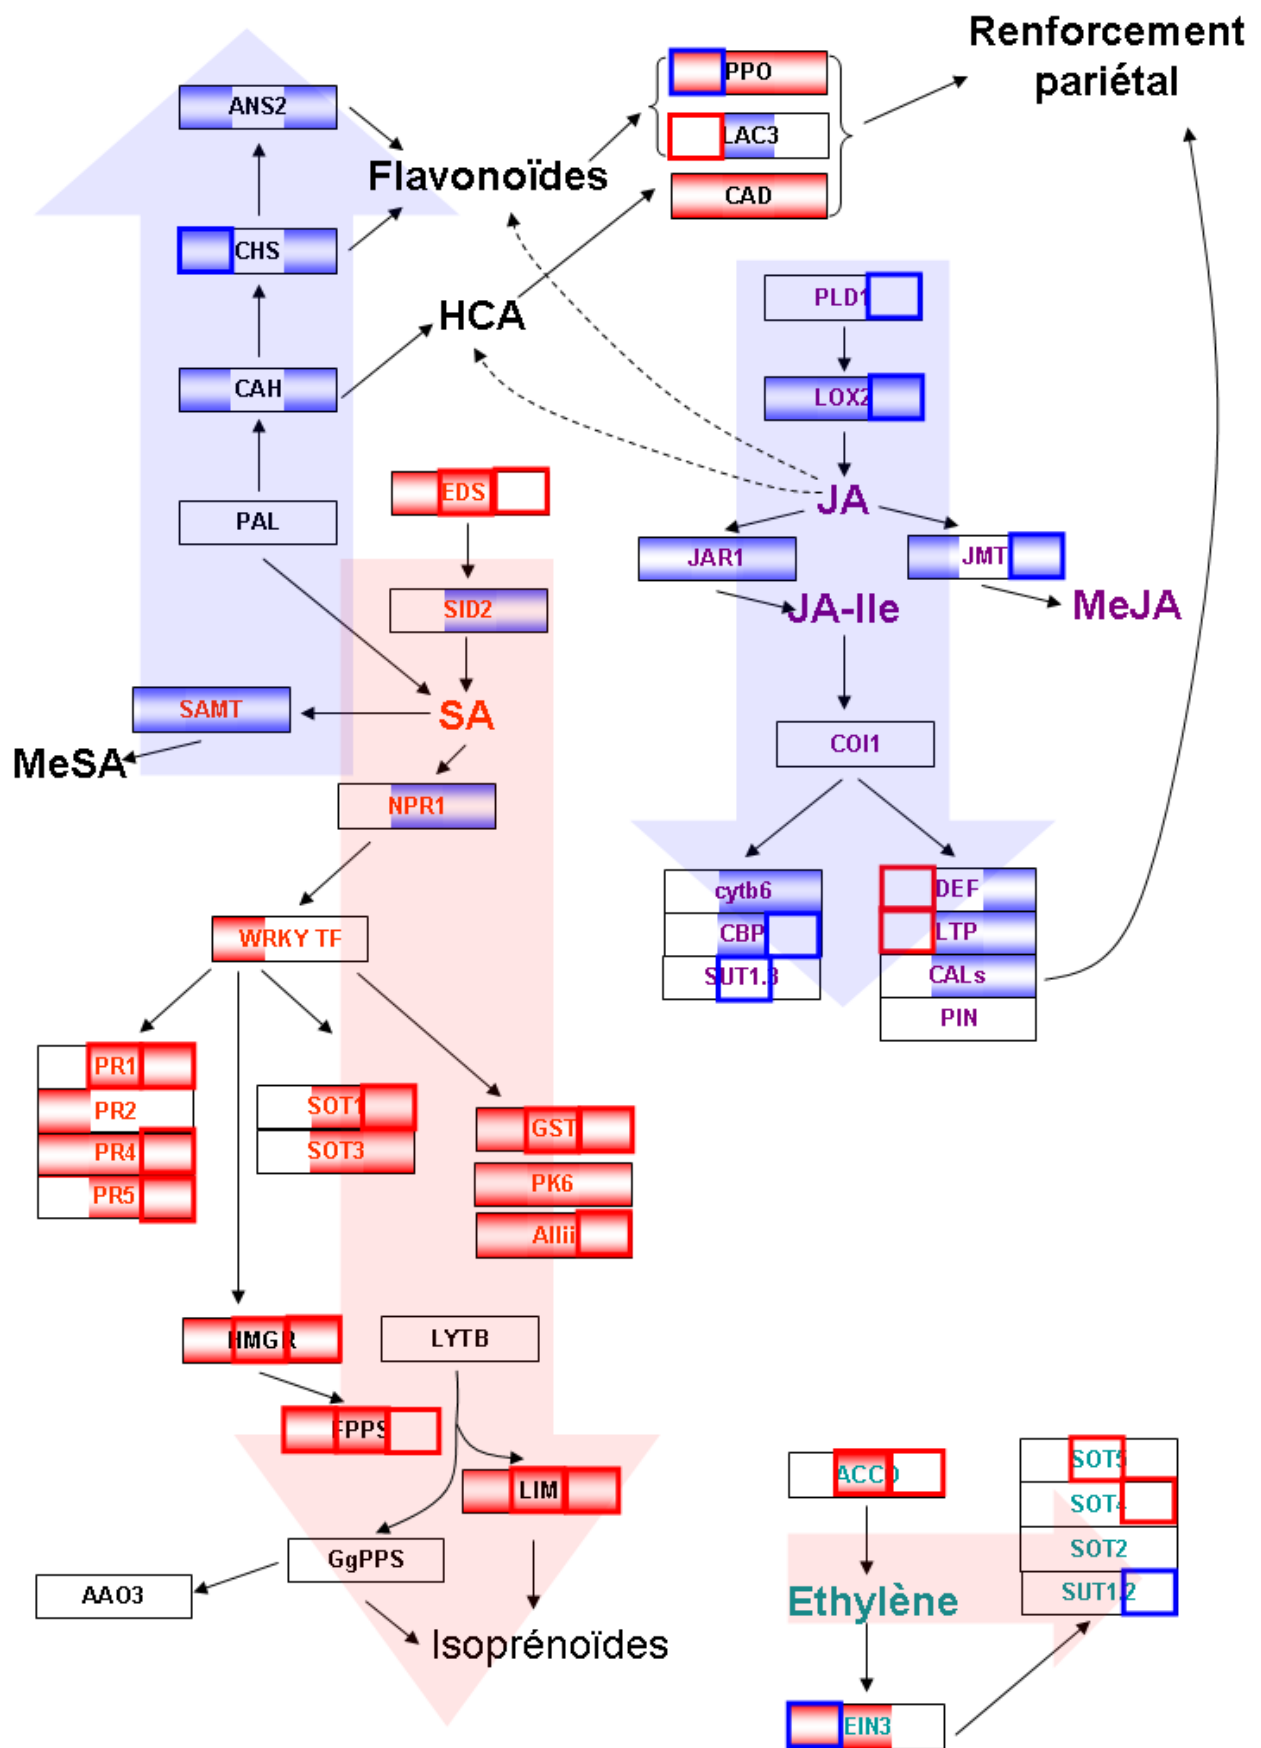 Renforcement
pariétal
PPO
ANS2
LAC3
Flavonoïdes
CAD
CHS
PLD1
HCA
CAH
LOX2
EDS
JA
PAL
JAR1
JMT
SID2
JA-Ile
MeJA
SAMT
SA
COI1
MeSA
NPR1
cytb6
DEF
CBP
LTP
WRKY TF
SUT1.3
CALs
PIN
PR1
PR2
SOT1
PR4
SOT3
GST
PR5
PK6
Allii
HMGR
LYTB
FPPS
SOT5
ACCO
LIM
SOT4
GgPPS
SOT2
AAO3
Ethylène
SUT1.2
Isoprénoïdes
EIN3